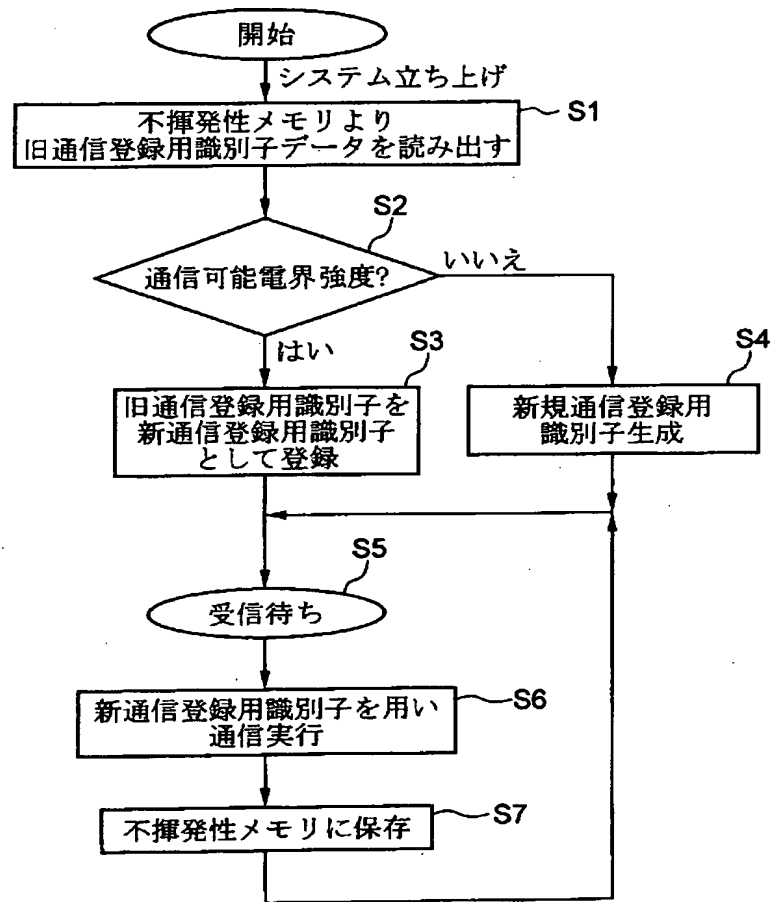 開始
システム立ち上げ
不揮発性メモリより
旧通信登録用識別子データを読み出す
S1
S2
通信可能電界強度?
いいえ
はい
S3
旧通信登録用識別子を
新通信登録用識別子
として登録
S4
新規通信登録用
識別子生成
S5
受信待ち
新通信登録用識別子を用い
通信実行
S6
不揮発性メモリに保存
S7